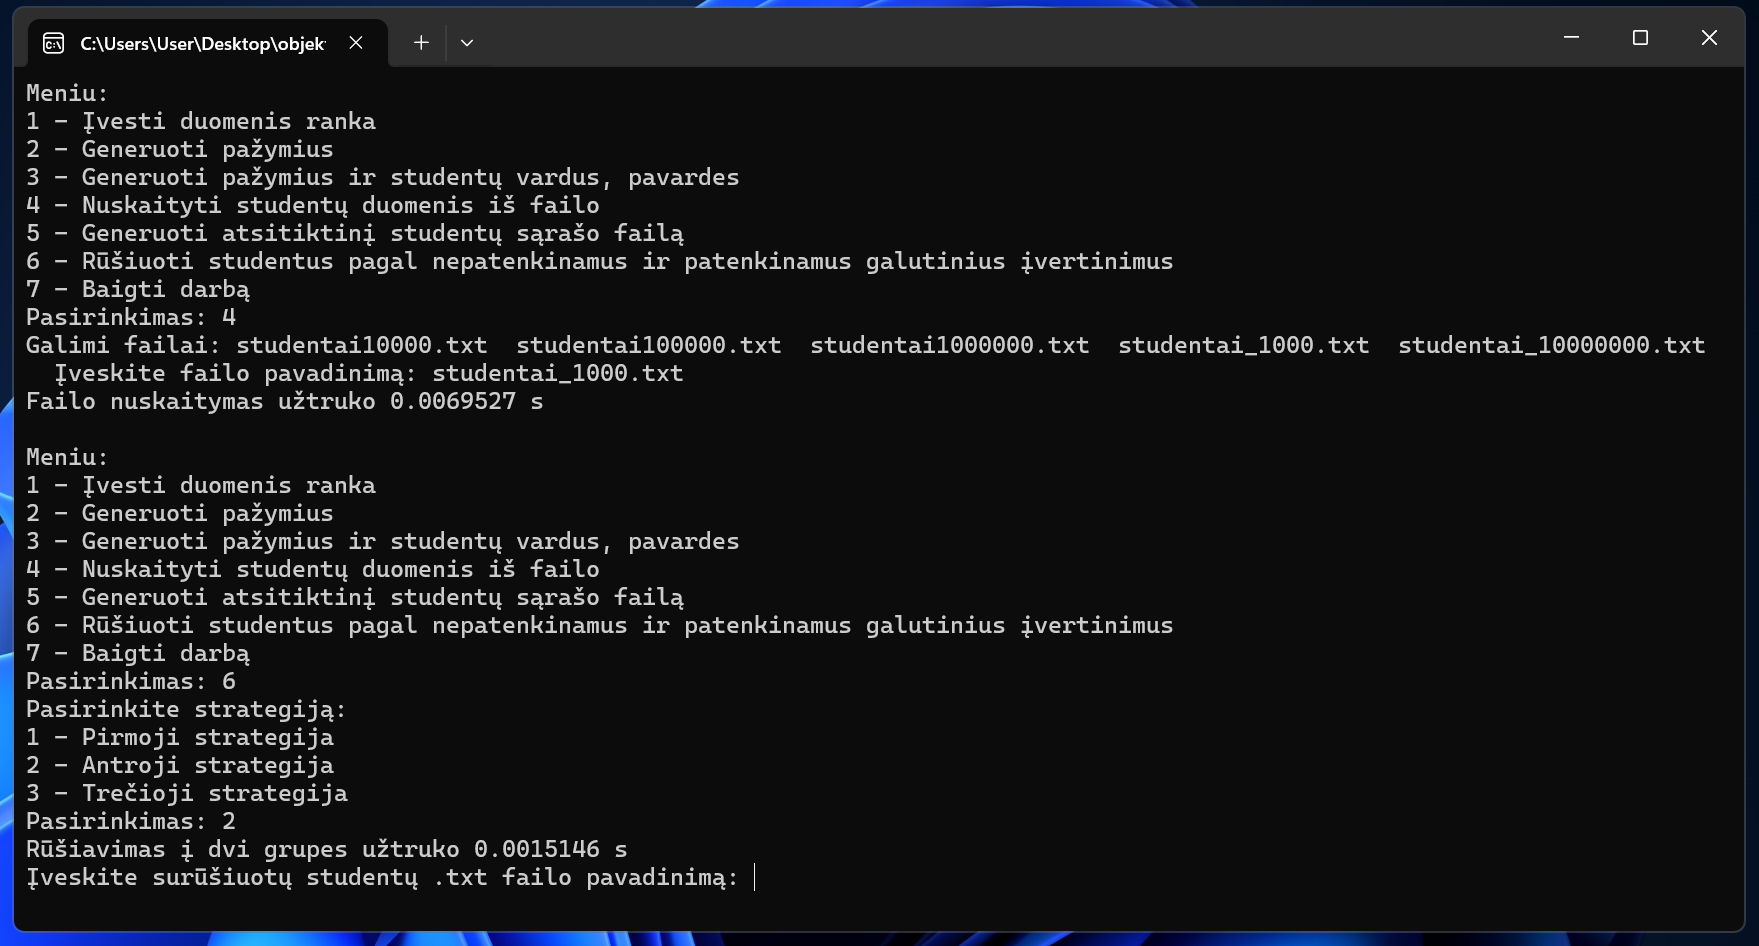 C:\Users\User\Desktop\objek
Meniu:
1 - Įvesti duomenis ranka
2 - Generuoti pažymius
3 - Generuoti pažymius ir studentų vardus, pavardes
4 - Nuskaityti studentų duomenis iš failo
5 - Generuoti atsitiktinį studentų sąrašo failą
6 - Rūšiuoti studentus pagal nepatenkinamus ir patenkinamus galutinius įvertinimus
7 - Baigti darbą
Pasirinkimas: 4
Galimi failai: studentai10000.txt  studentai100000.txt  studentai1000000.txt  studentai_1000.txt  studentai_10000000.txt
  Įveskite failo pavadinimą: studentai_1000.txt
Failo nuskaitymas užtruko 0.0069527 s
Meniu:
1 - Įvesti duomenis ranka
2 - Generuoti pažymius
3 - Generuoti pažymius ir studentų vardus, pavardes
4 - Nuskaityti studentų duomenis iš failo
5 - Generuoti atsitiktinį studentų sąrašo failą
6 - Rūšiuoti studentus pagal nepatenkinamus ir patenkinamus galutinius įvertinimus
7 - Baigti darbą
Pasirinkimas: 6
Pasirinkite strategiją:
1 - Pirmoji strategija
2 - Antroji strategija
3 - Trečioji strategija
Pasirinkimas: 2
Rūšiavimas į dvi grupes užtruko 0.0015146 s
Įveskite surūšiuotų studentų .txt failo pavadinimą: